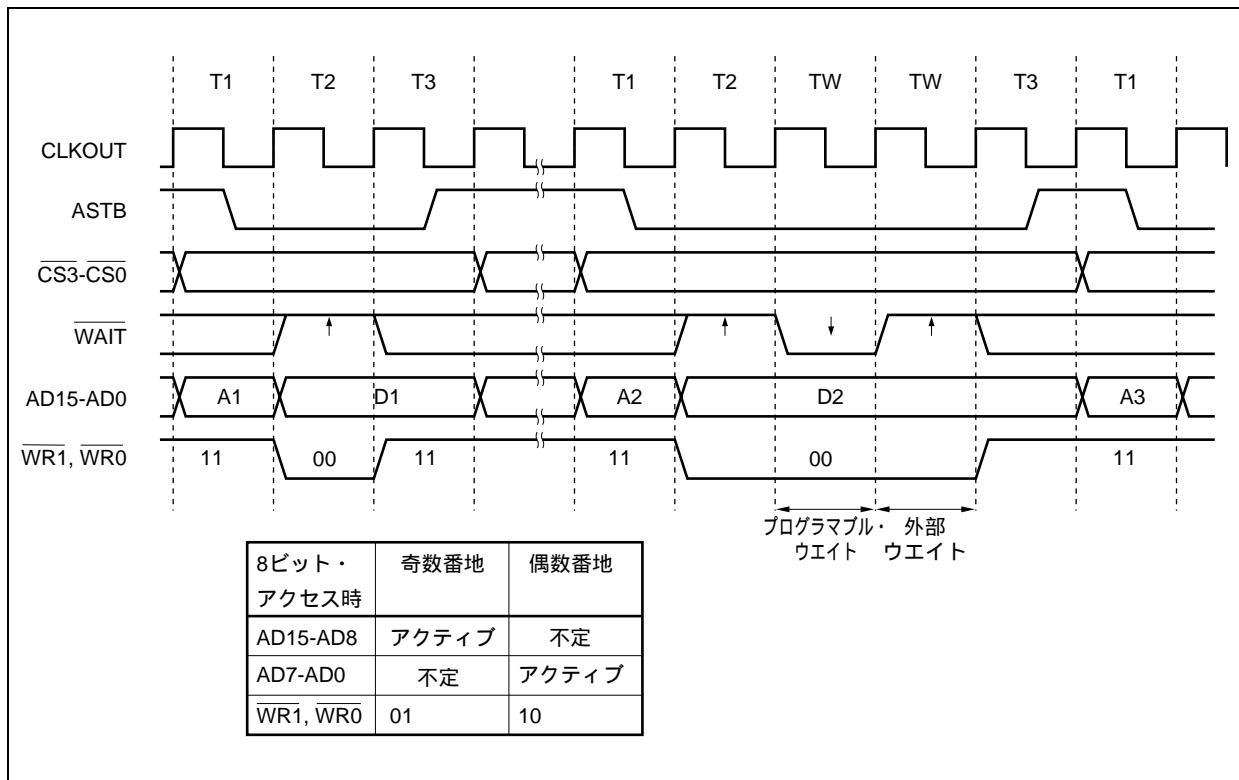 T1 T2 T3 T1 T2 TW TW T3 T1
CLKOUT
ASTB
CS3-CS0
WAIT
AD15-AD0 A1 D1 A2 D2 A3
WR1, WR0 11 00 11 11 00 11
プログラマブル・ 外部
ウエイト ウエイト
8ビット・ 奇数番地 偶数番地
アクセス時
AD15-AD8 アクティブ 不定
AD7-AD0 不定 アクティブ
WR1, WR0 01 10